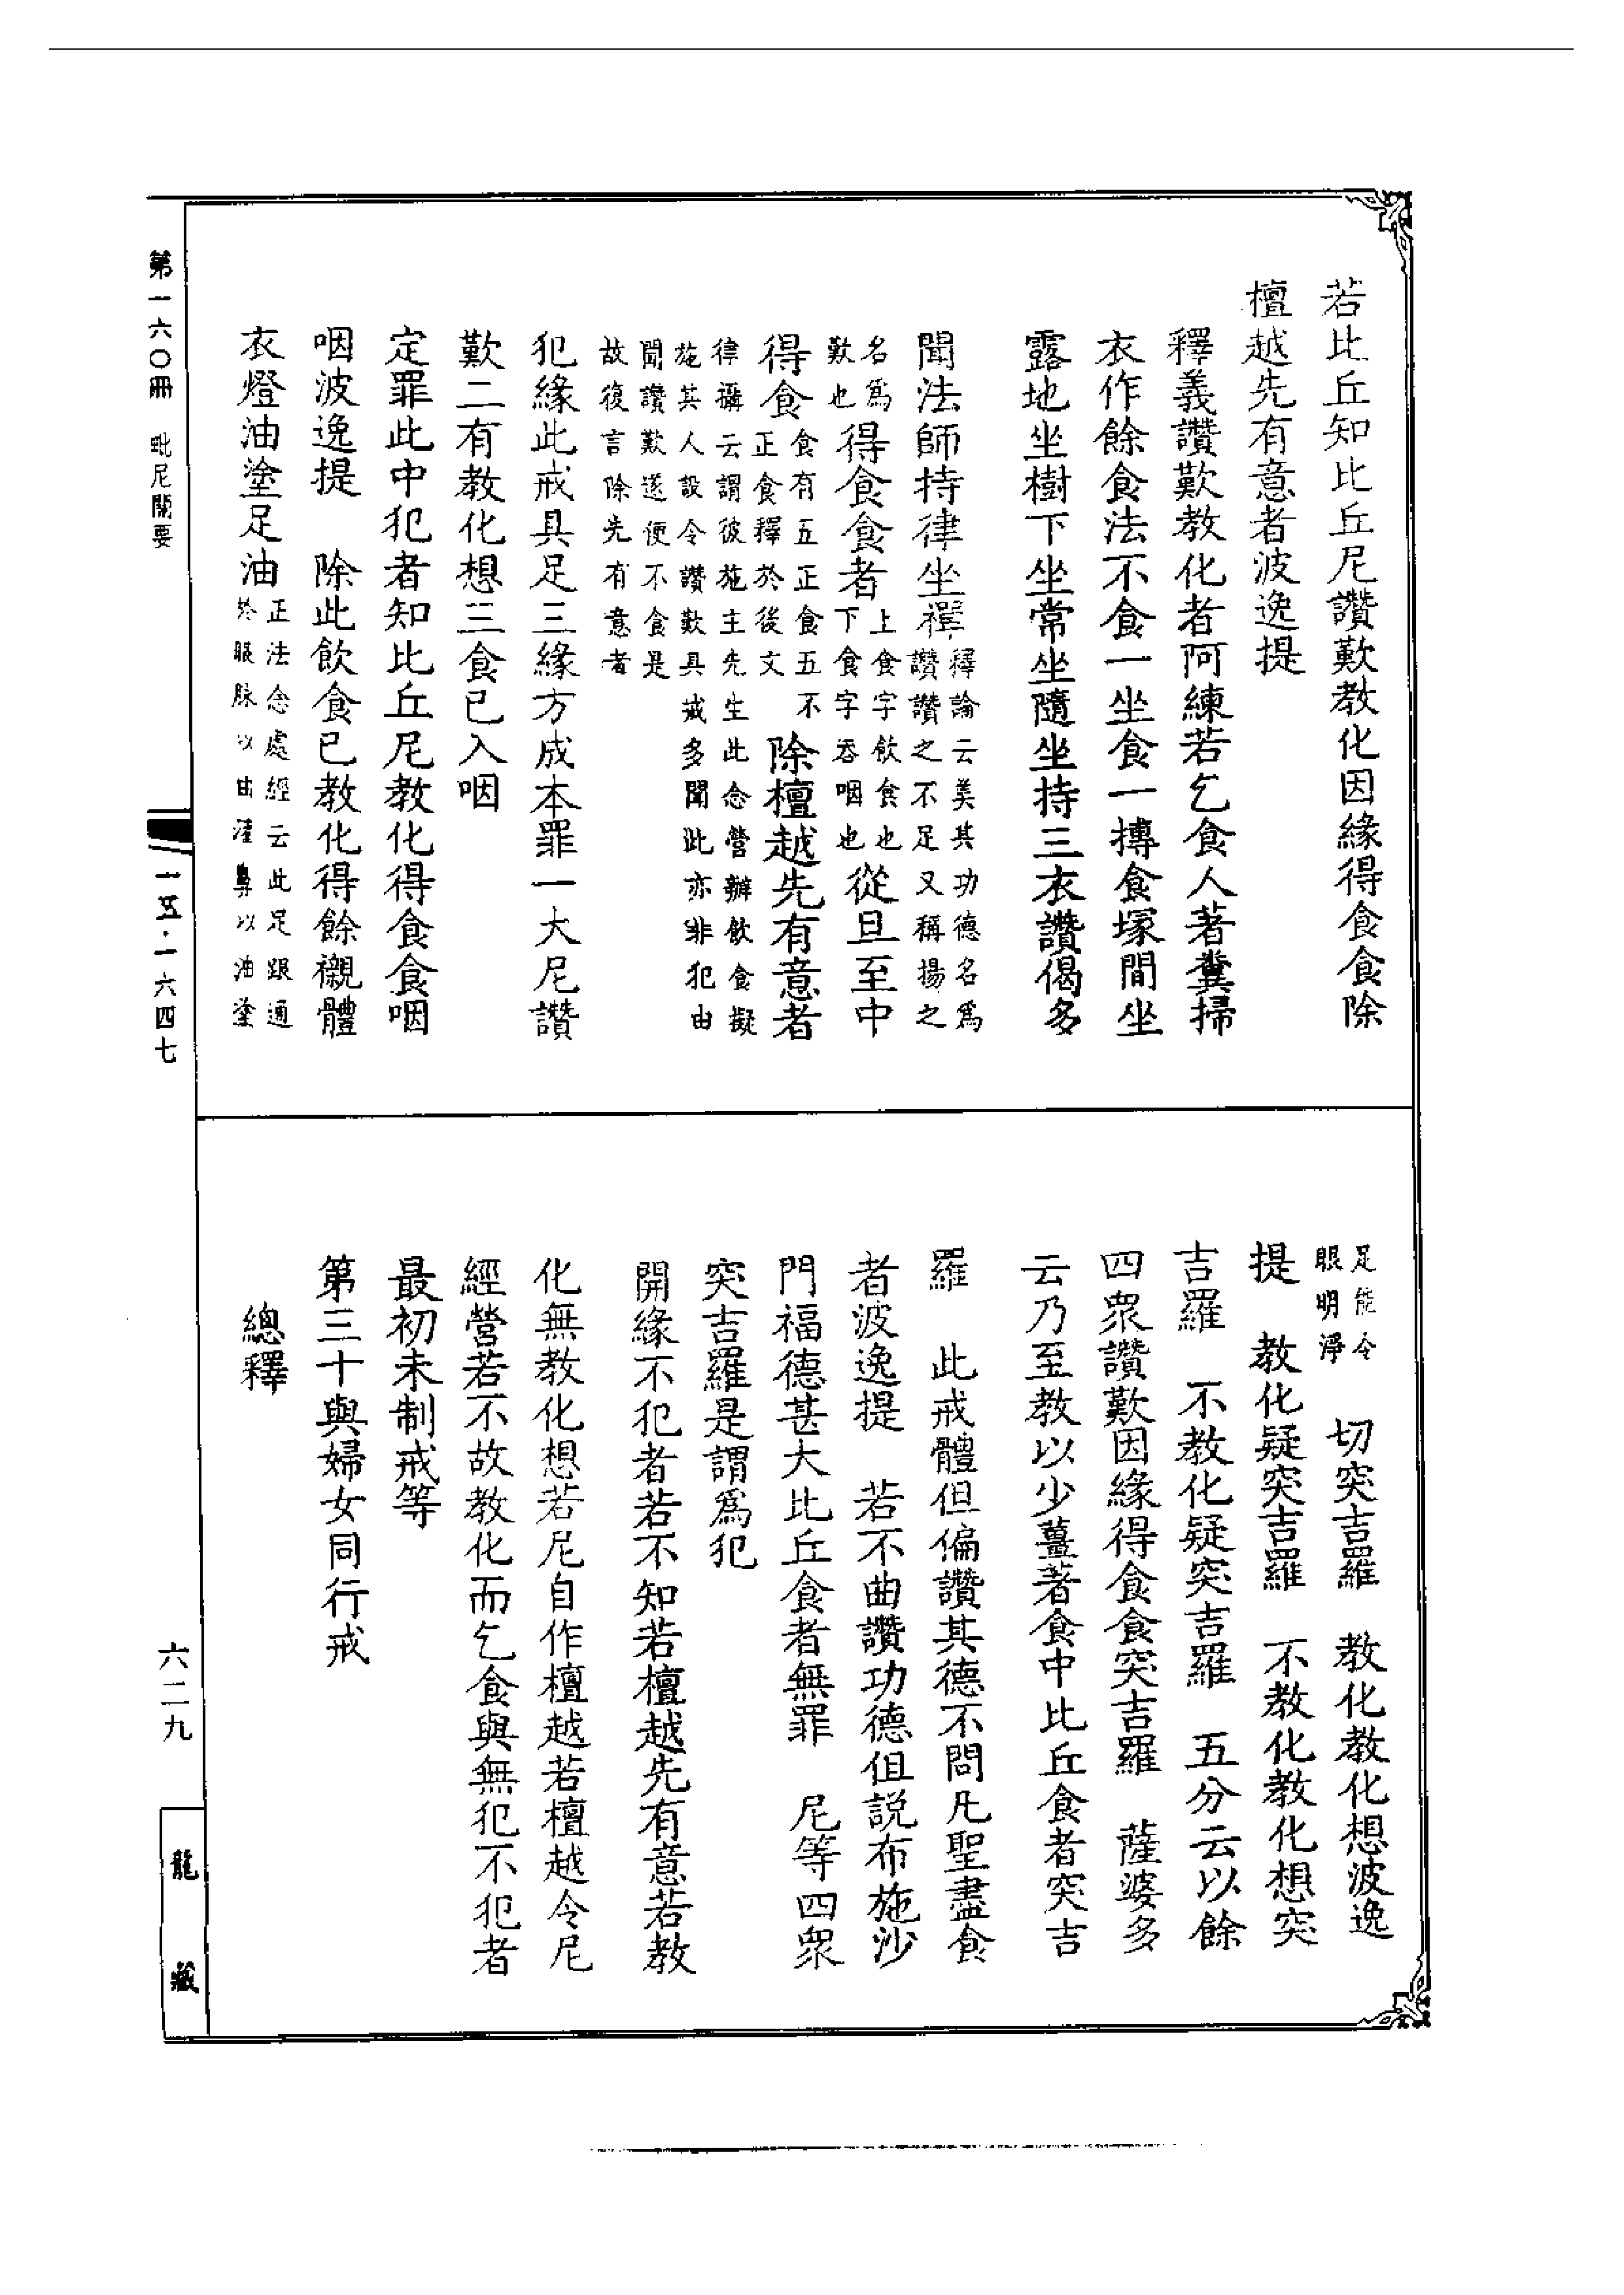 若比丘知比丘尼讚歎教化因緣得食食除
檀越先有意者波逸提
釋義讚歎教化者阿練若乞食人著糞掃
衣作餘食法不食一坐食一摶食塚間坐
露地坐樹下坐常坐隨坐持三衣讚偈多
聞法師持律坐禪釋論云美其功德名爲
讚讚之不足又稱揚之
名爲
歎也得食食者上食字飲食也
下食字吞咽也從旦至中
得食食有五正食五不
正食釋於後文除檀越先有意者
律攝云謂彼施主先生此念營辦飲食擬
施其人設令讚歎具戒多聞此亦非犯由
聞讚歎遂便不食是
故復言除先有意者
犯緣此戒具足三緣方成本罪一大尼讚
歎二有教化想三食已入咽
定罪此中犯者知比丘尼教化得食食咽
咽波逸提　除此飲食已教化得餘襯體
衣燈油塗足油正法念處經云此足跟通
於眼脉以由漥鼻以油塗
足能令
眼明淨　切突吉羅　教化教化想波逸
提　教化疑突吉羅　不教化教化想突
吉羅　不教化疑突吉羅　五分云以餘
四眾讚歎因緣得食食突吉羅　薩婆多
云乃至教以少薑著食中比丘食者突吉
羅　此戒體但偏讚其德不問凡聖盡食
者波逸提　若不曲讚功德但説布施沙
門福德甚大比丘食者無罪　尼等四眾
突吉羅是謂爲犯
開緣不犯者若不知若檀越先有意若教
化無教化想若尼自作檀越若檀越令尼
經營若不故教化而乞食與無犯不犯者
最初未制戒等
第三十與婦女同行戒
總釋
第一六〇冊　毗尼關要
一五·一六四七
六二九
龍藏